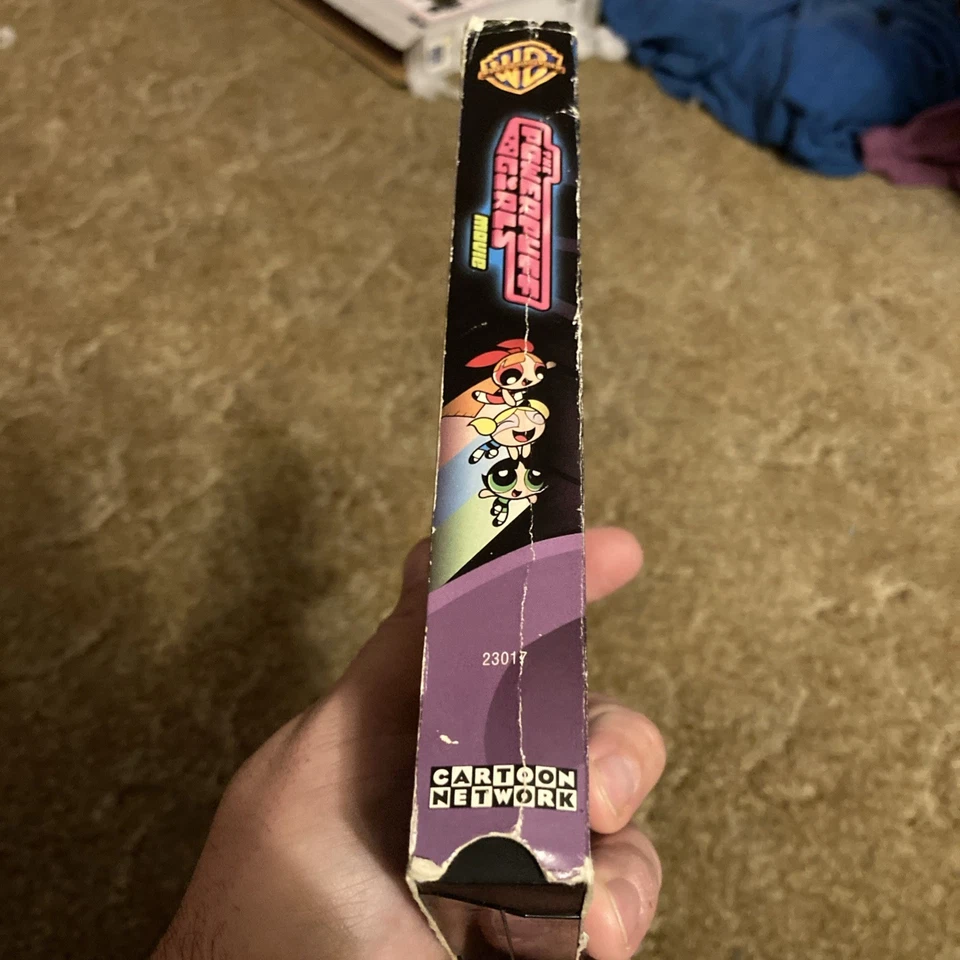 WB
THE
POWERPUFF
GIRLS
MOVIE
23017
CARTOON
NETWORK